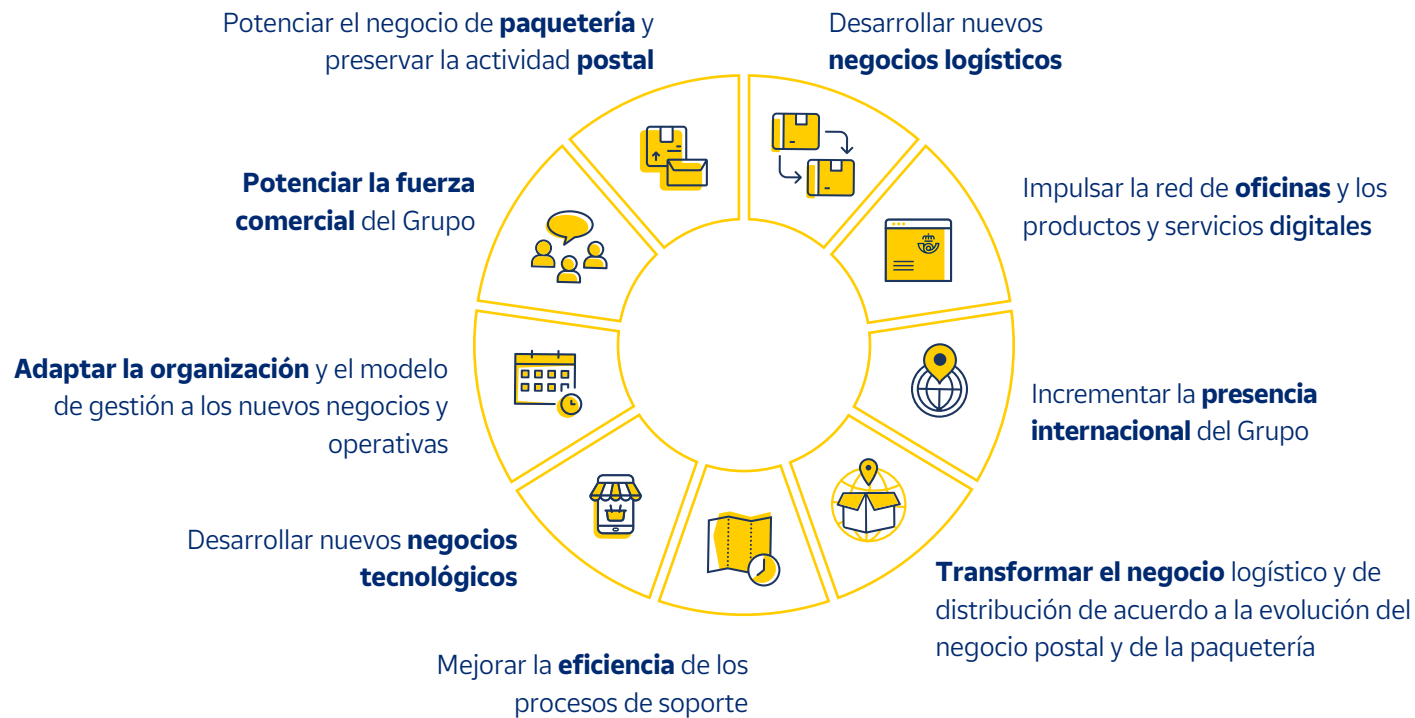 Potenciar el negocio de paquetería y
preservar la actividad postal
Desarrollar nuevos
negocios logísticos
Potenciar la fuerza
comercial del Grupo
Impulsar la red de oficinas y los
productos y servicios digitales
Adaptar la organización y el modelo
de gestión a los nuevos negocios y
operativas
Incrementar la presencia
internacional del Grupo
Desarrollar nuevos negocios
tecnológicos
Transformar el negocio logístico y de
distribución de acuerdo a la evolución del
negocio postal y de la paquetería
Mejorar la eficiencia de los
procesos de soporte